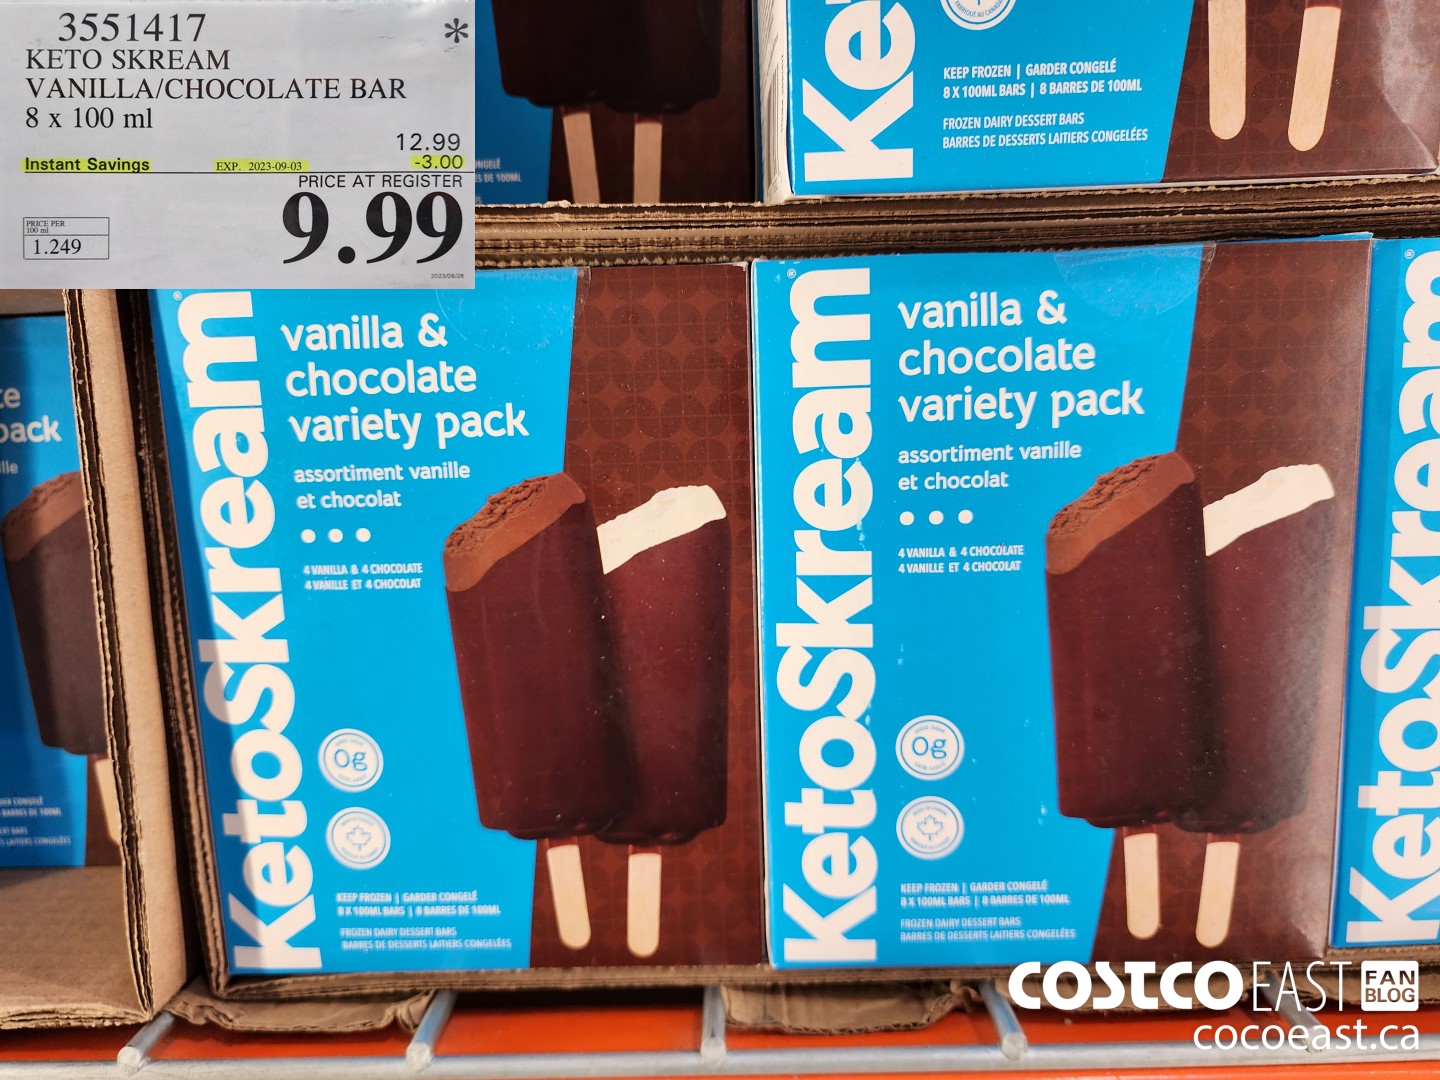 3551417
*
KETO SKREAM
VANILLA/CHOCOLATE BAR
8 x 100 ml
12.99
Instant Savings
EXP. 2023-09-03
-3.00
PRICE AT REGISTER
9.99
PRICE PER
100 ml
1.249
2023/08/28
Ke
KEEP FROZEN | GARDER CONGELÉ
8 X 100ML BARS | 8 BARRES DE 100ML
FROZEN DAIRY DESSERT BARS
BARRES DE DESSERTS LAITIERS CONGELÉES
pack
KetoSkream®
vanilla &
chocolate
variety pack
assortiment vanille
et chocolat
4 VANILLA & 4 CHOCOLATE
4 VANILLE ET 4 CHOCOLAT
0g
KEEP FROZEN | GARDER CONGELÉ
8 X 100ML BARS | 8 BARRES DE 100ML
FROZEN DAIRY DESSERT BARS
BARRES DE DESSERTS LAITIERS CONGELÉES
KetoSkream®
vanilla &
chocolate
variety pack
assortiment vanille
et chocolat
4 VANILLA & 4 CHOCOLATE
4 VANILLE ET 4 CHOCOLAT
0g
KEEP FROZEN | GARDER CONGELÉ
8 X 100ML BARS | 8 BARRES DE 100ML
FROZEN DAIRY DESSERT BARS
BARRES DE DESSERTS LAITIERS CONGELÉES
KetoSkream®
COSTCO EAST FAN BLOG
cocoeast.ca